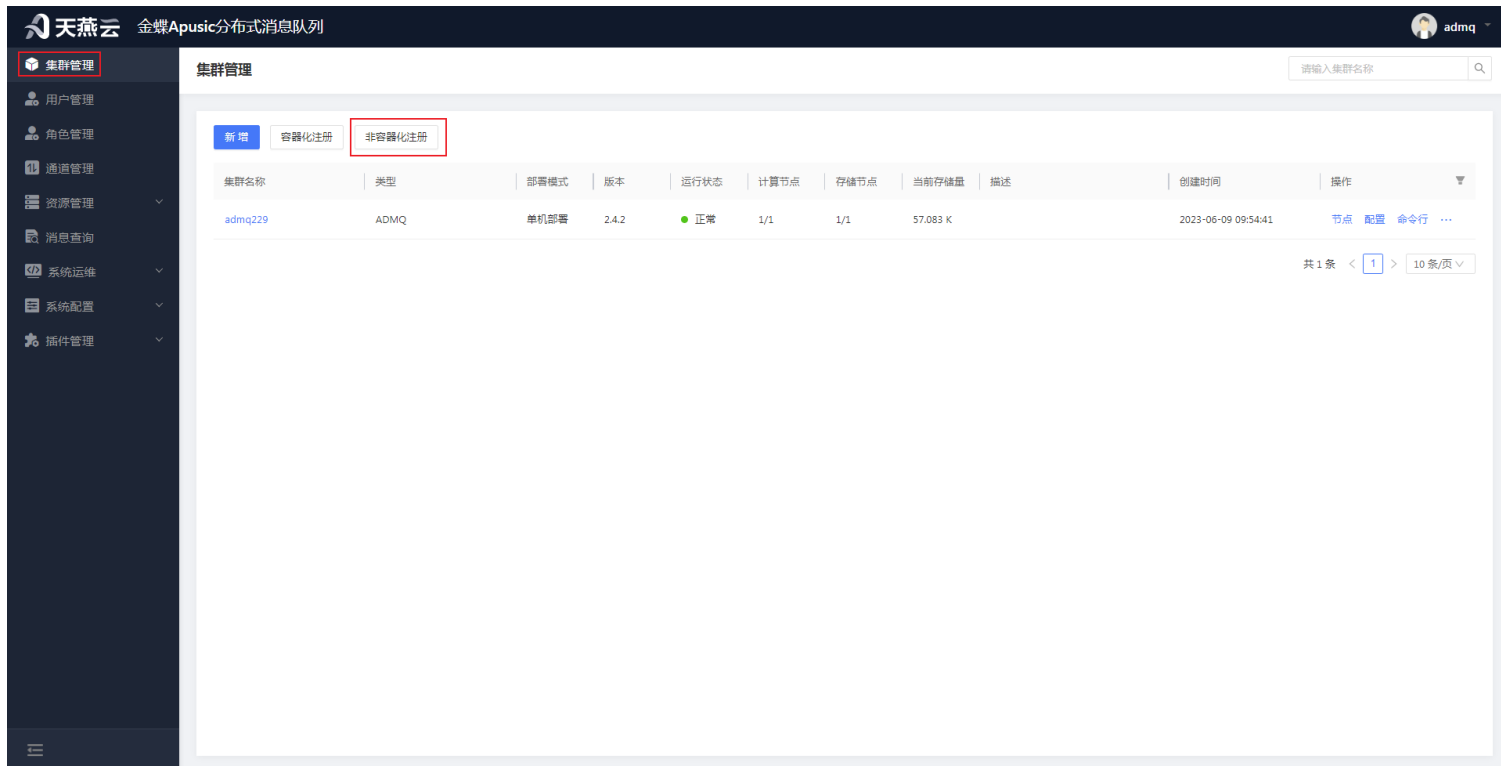 天燕云 金蝶Apusic分布式消息队列 admq
集群管理
用户管理
角色管理
通道管理
资源管理
消息查询
系统运维
系统配置
插件管理
集群管理 请输入集群名称
新增 容器化注册 非容器化注册
集群名称 类型 部署模式 版本 运行状态 计算节点 存储节点 当前存储量 描述 创建时间 操作
admq229 ADMQ 单机部署 2.4.2 正常 1/1 1/1 57.083 K 2023-06-09 09:54:41 节点 配置 命令行 ···
共 1 条 < 1 > 10 条/页